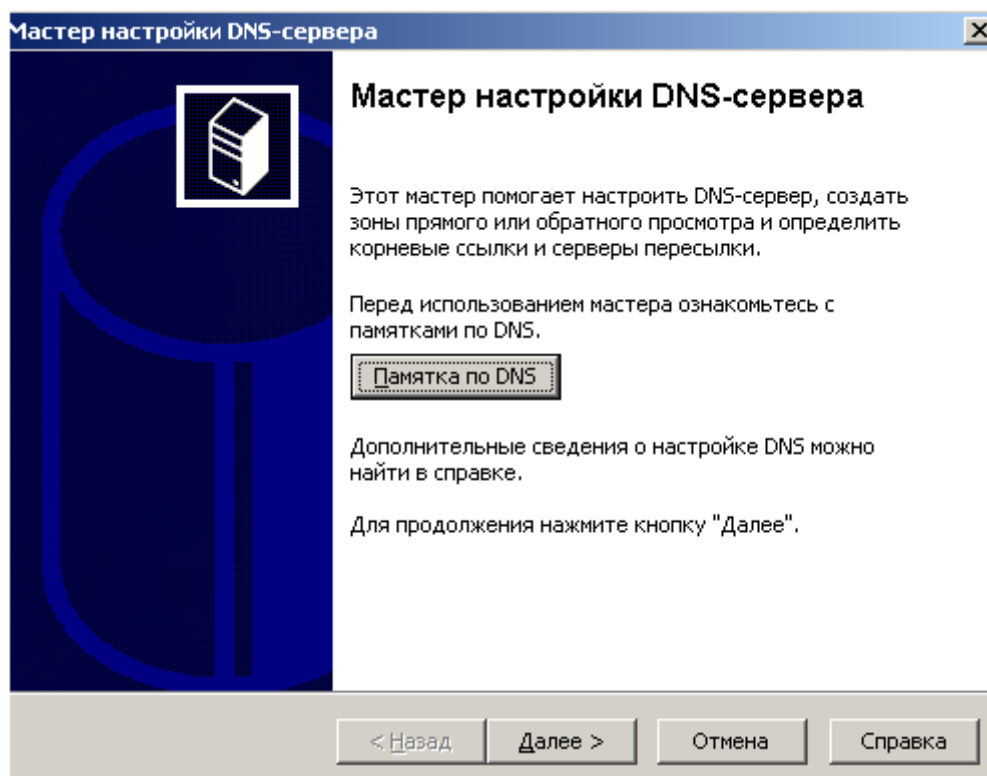 Мастер настройки DNS-сервера
Мастер настройки DNS-сервера
Этот мастер помогает настроить DNS-сервер, создать
зоны прямого или обратного просмотра и определить
корневые ссылки и серверы пересылки.
Перед использованием мастера ознакомьтесь с
памятками по DNS.
Памятка по DNS
Дополнительные сведения о настройке DNS можно
найти в справке.
Для продолжения нажмите кнопку "Далее".
< Назад
Далее >
Отмена
Справка